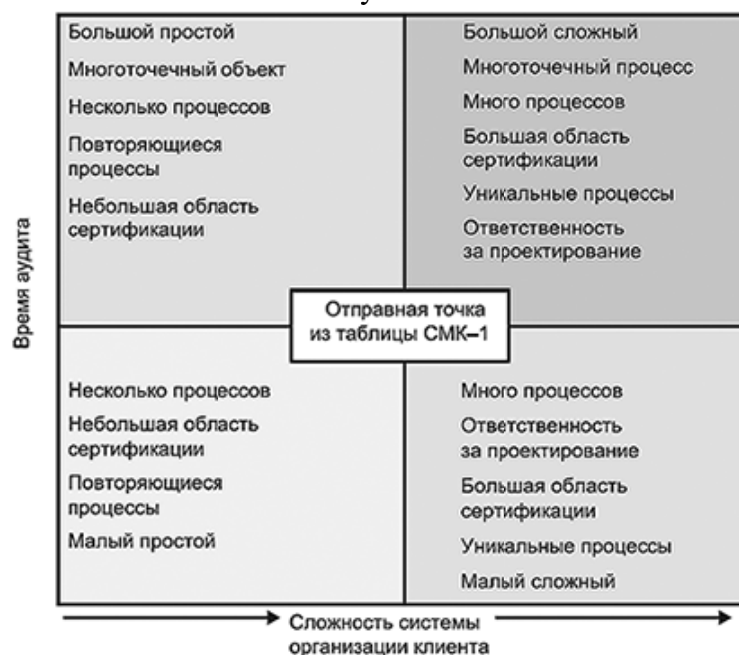 Большой простой
Многоточечный объект
Несколько процессов
Повторяющиеся
процессы
Небольшая область
сертификации
Большой сложный
Многоточечный процесс
Много процессов
Большая область
сертификации
Уникальные процессы
Ответственность
за проектирование
Время аудита
Отправная точка
из таблицы СМК–1
Несколько процессов
Небольшая область
сертификации
Повторяющиеся
процессы
Малый простой
Много процессов
Ответственность
за проектирование
Большая область
сертификации
Уникальные процессы
Малый сложный
Сложность системы
организации клиента